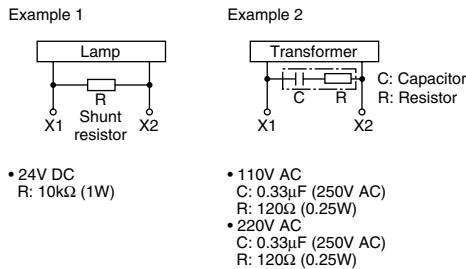 Example 1
Lamp
R
Shunt
resistor
X1
X2
• 24V DC
R: 10kΩ (1W)
Example 2
Transformer
C
R
C: Capacitor
R: Resistor
X1
X2
• 110V AC
C: 0.33μF (250V AC)
R: 120Ω (0.25W)
• 220V AC
C: 0.33μF (250V AC)
R: 120Ω (0.25W)